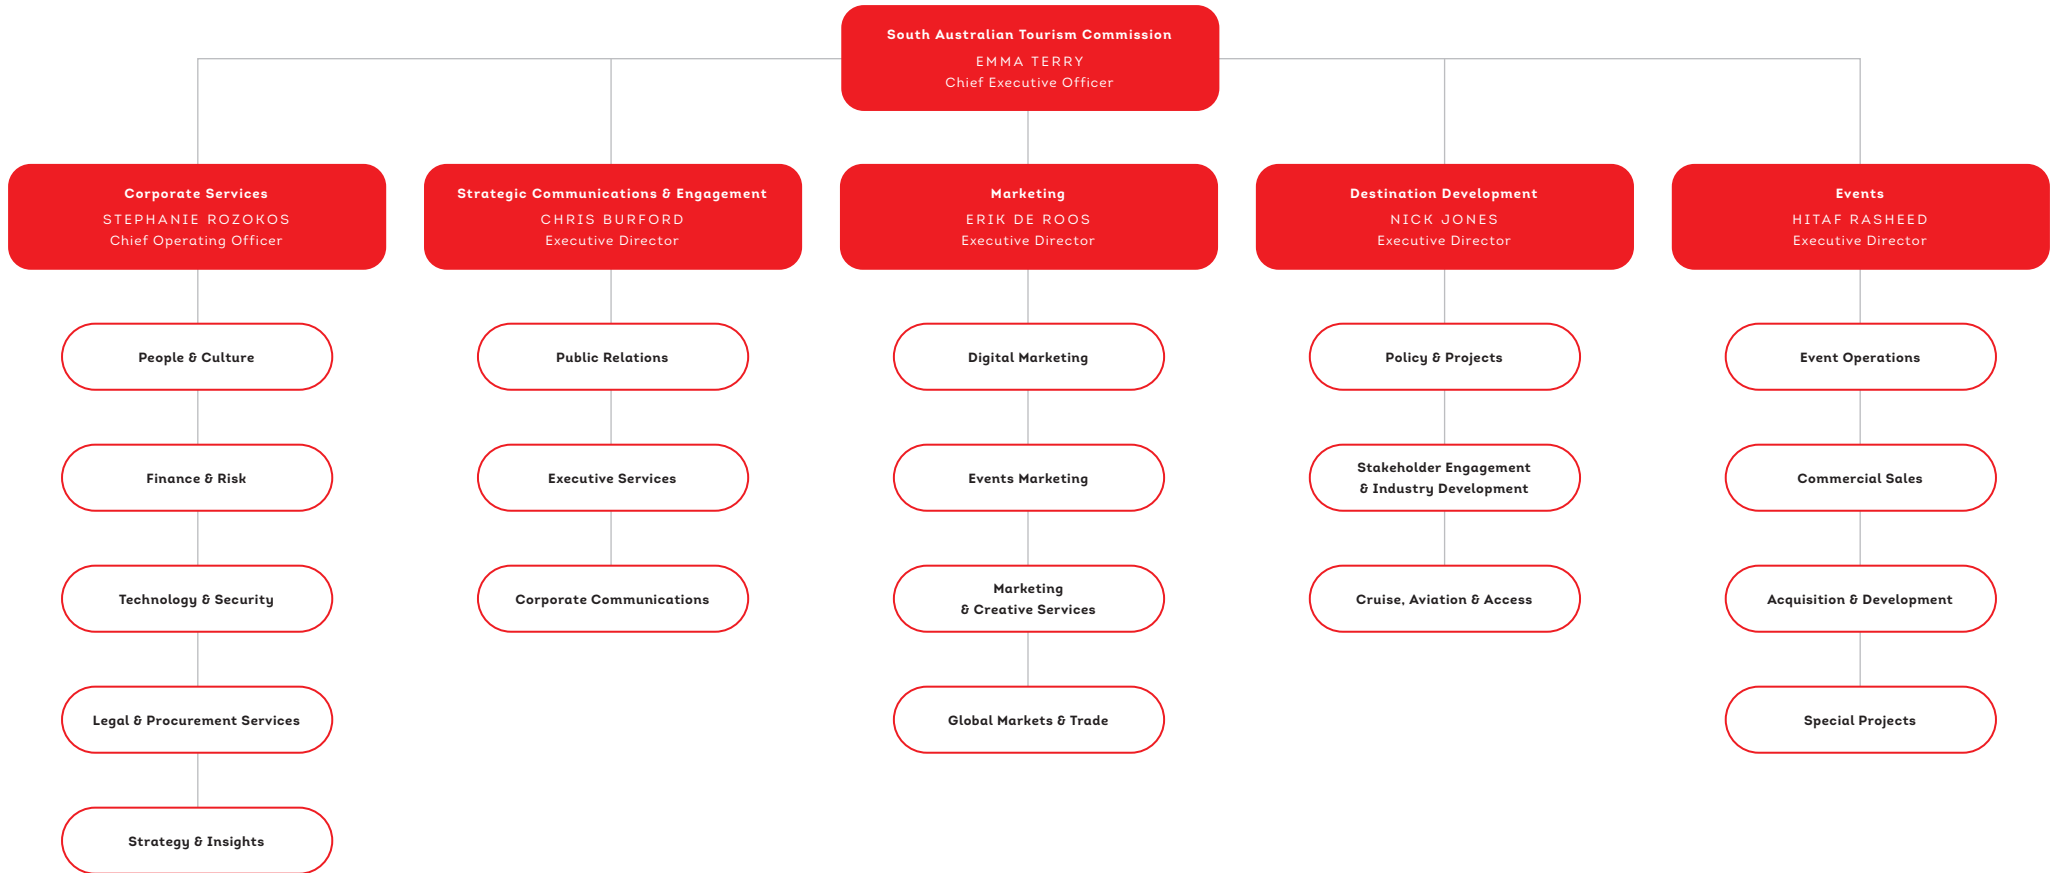 South Australian Tourism Commission
EMMA TERRY
Chief Executive Officer
Corporate Services
STEPHANIE ROZOKOS
Chief Operating Officer
Strategic Communications & Engagement
CHRIS BURFORD
Executive Director
Marketing
ERIK DE ROOS
Executive Director
Destination Development
NICK JONES
Executive Director
Events
HITAF RASHEED
Executive Director
People & Culture
Finance & Risk
Technology & Security
Legal & Procurement Services
Strategy & Insights
Public Relations
Executive Services
Corporate Communications
Digital Marketing
Events Marketing
Marketing
& Creative Services
Global Markets & Trade
Policy & Projects
Stakeholder Engagement
& Industry Development
Cruise, Aviation & Access
Event Operations
Commercial Sales
Acquisition & Development
Special Projects